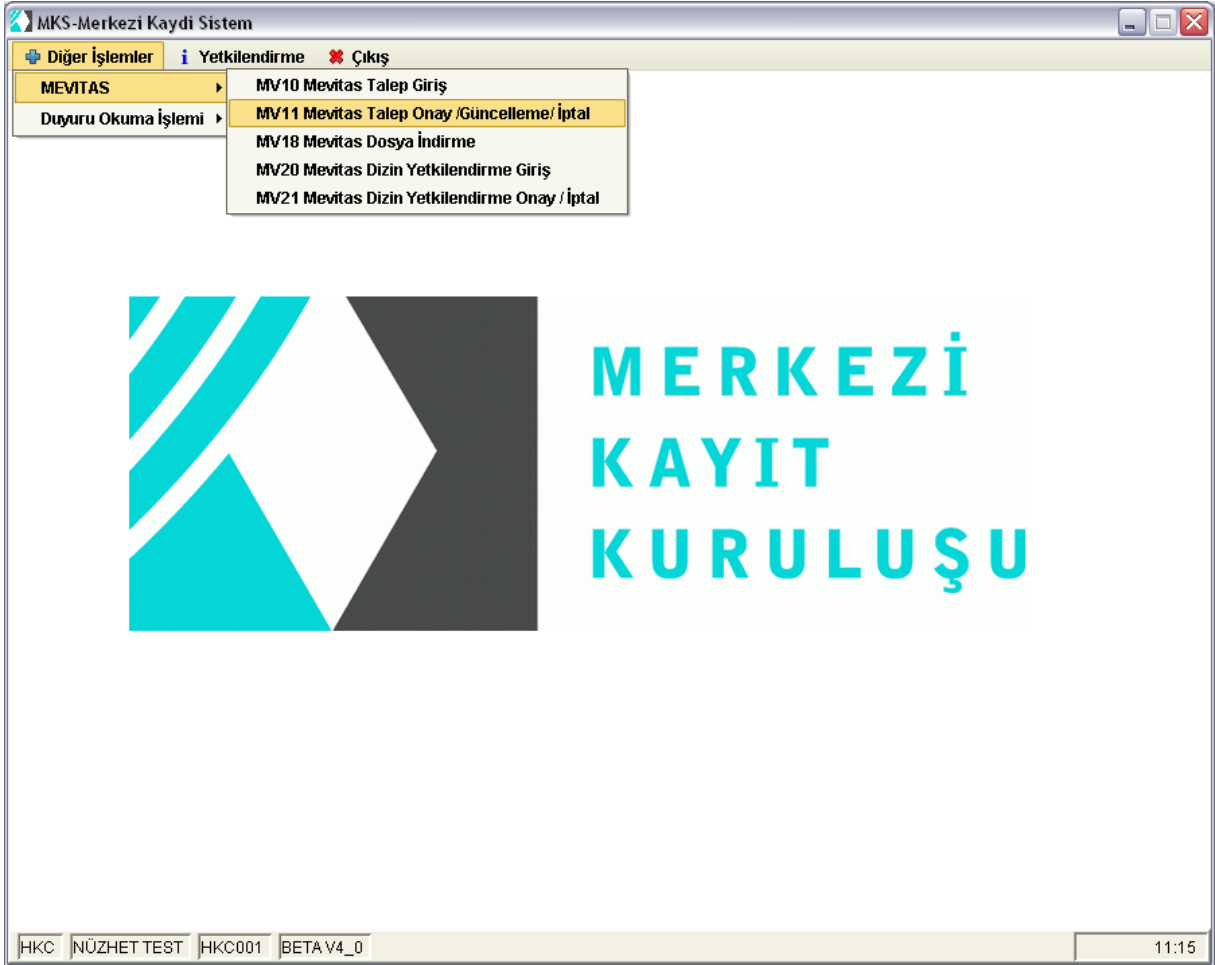 MKS-Merkezi Kaydi Sistem
Diğer İşlemler i Yetkilendirme Çıkış
MEVITAS
Duyuru Okuma İşlemi
MV10 Mevitas Talep Giriş
MV11 Mevitas Talep Onay /Güncelleme/ İptal
MV18 Mevitas Dosya İndirme
MV20 Mevitas Dizin Yetkilendirme Giriş
MV21 Mevitas Dizin Yetkilendirme Onay / İptal
MERKEZİ
KAYIT
KURULUŞU
HKC NÜZHET TEST HKC001 BETA V4_0 11:15